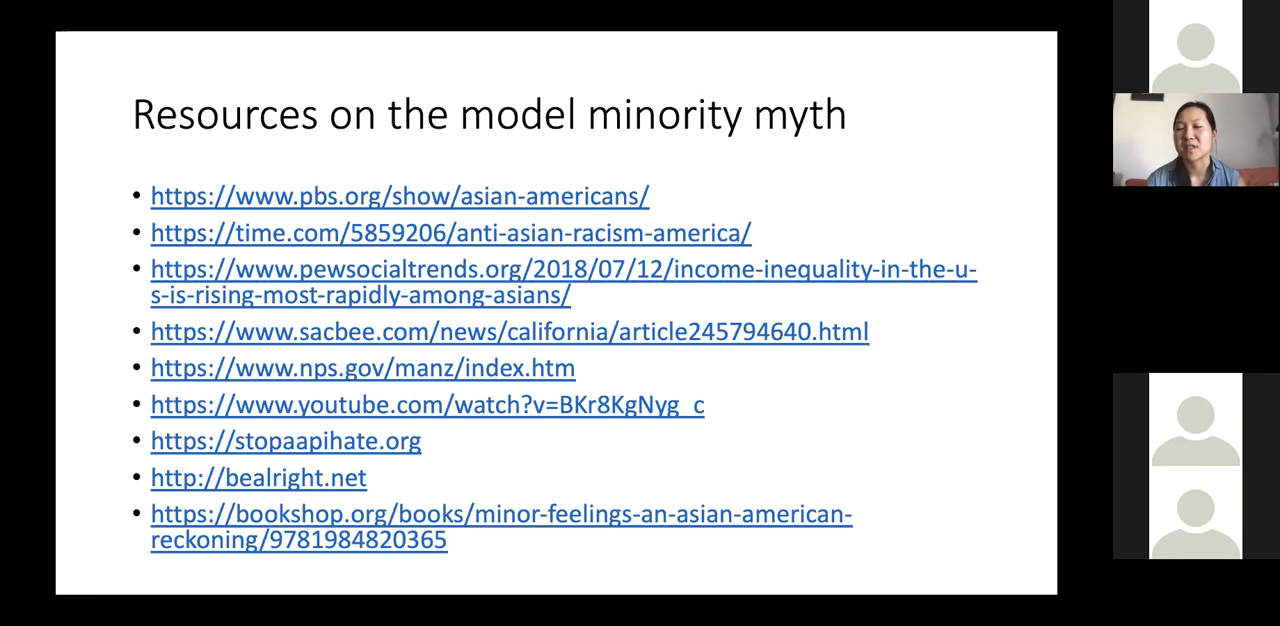 Resources on the model minority myth
• https://www.pbs.org/show/asian-americans/
• https://time.com/5859206/anti-asian-racism-america/
• https://www.pewsocialtrends.org/2018/07/12/income-inequality-in-the-u-
s-is-rising-most-rapidly-among-asians/
• https://www.sacbee.com/news/california/article245794640.html
• https://www.nps.gov/manz/index.htm
• https://www.youtube.com/watch?v=BKr8KgNyg_c
• https://stopaapihate.org
• http://bealright.net
• https://bookshop.org/books/minor-feelings-an-asian-american-
reckoning/9781984820365